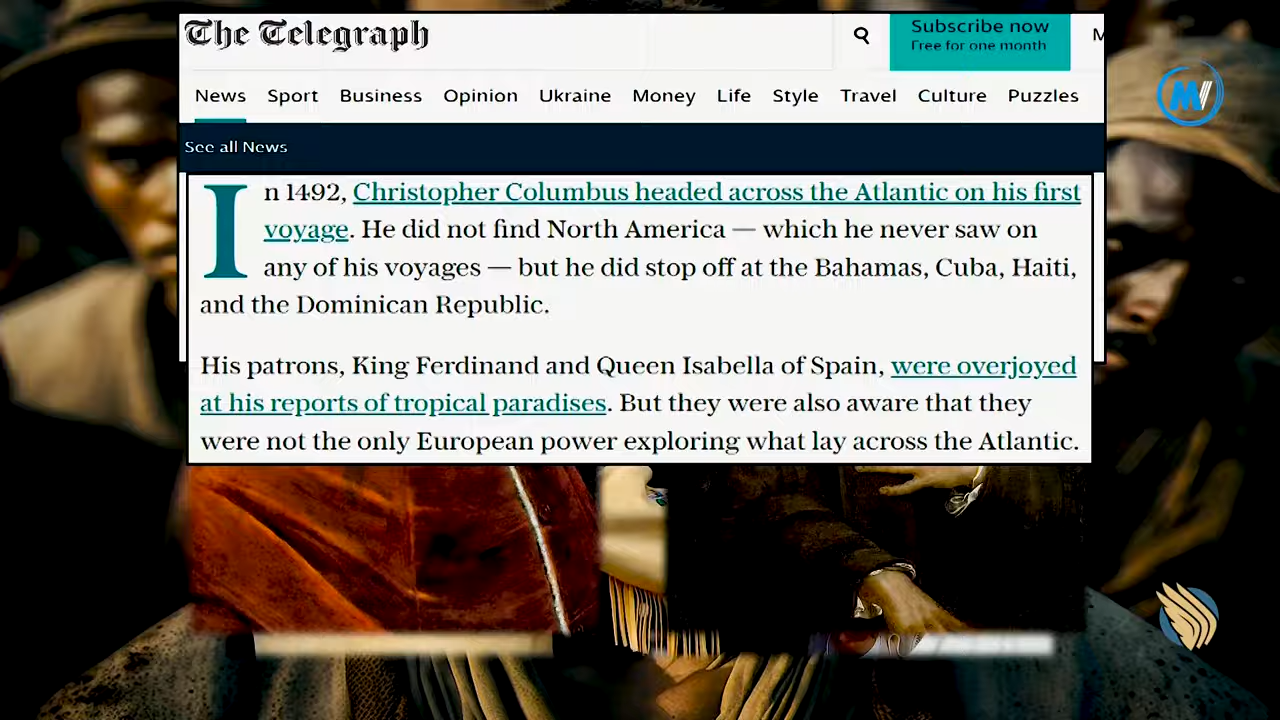 The Telegraph
Subscribe now
Free for one month
M
News Sport Business Opinion Ukraine Money Life Style Travel Culture Puzzles
See all News
In 1492, Christopher Columbus headed across the Atlantic on his first
voyage. He did not find North America — which he never saw on
any of his voyages — but he did stop off at the Bahamas, Cuba, Haiti,
and the Dominican Republic.
His patrons, King Ferdinand and Queen Isabella of Spain, were overjoyed
at his reports of tropical paradises. But they were also aware that they
were not the only European power exploring what lay across the Atlantic.
MV